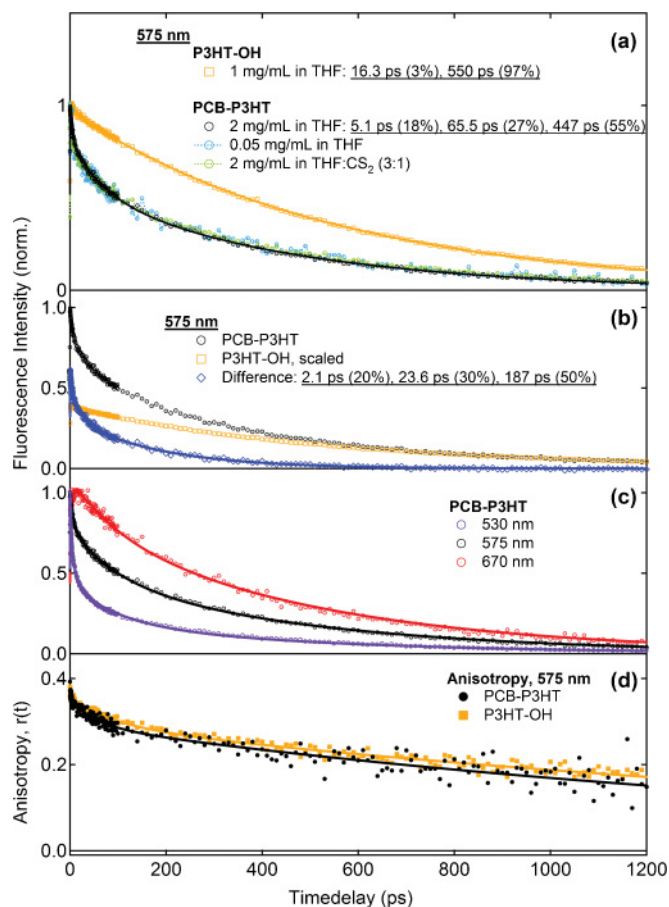 575 nm
(a)
P3HT-OH
1 mg/mL in THF: 16.3 ps (3%), 550 ps (97%)
PCB-P3HT
2 mg/mL in THF: 5.1 ps (18%), 65.5 ps (27%), 447 ps (55%)
0.05 mg/mL in THF
2 mg/mL in THF:CS2 (3:1)
1
0
Fluorescence Intensity (norm.)
1.0
0.5
0.0
575 nm
(b)
PCB-P3HT
P3HT-OH, scaled
Difference: 2.1 ps (20%), 23.6 ps (30%), 187 ps (50%)
1.0
0.5
0.0
(c)
PCB-P3HT
530 nm
575 nm
670 nm
Anisotropy, r(t)
0.4
0.2
0.0
(d)
Anisotropy, 575 nm
PCB-P3HT
P3HT-OH
0 200 400 600 800 1000 1200
Timedelay (ps)